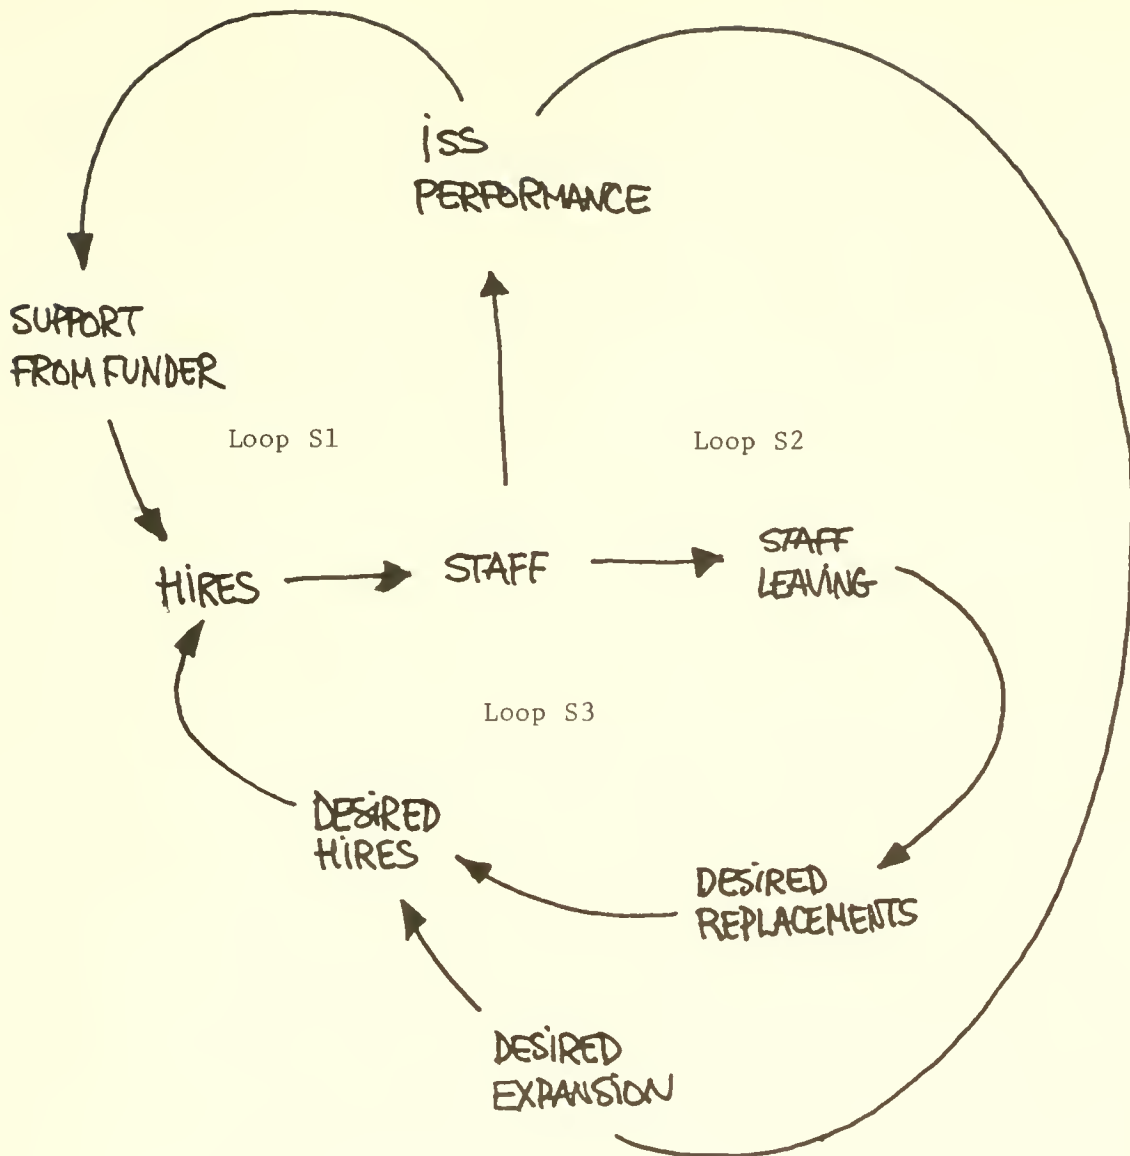 iSS
PERFORMANCE
SUPPORT
FROM FUNDER
Loop S1
Loop S2
HiRES
STAFF
STAFF
LEAViNG
Loop S3
DESiRED
HiRES
DESiRED
REPLACEMENTS
DESiRED
EXPANSiON